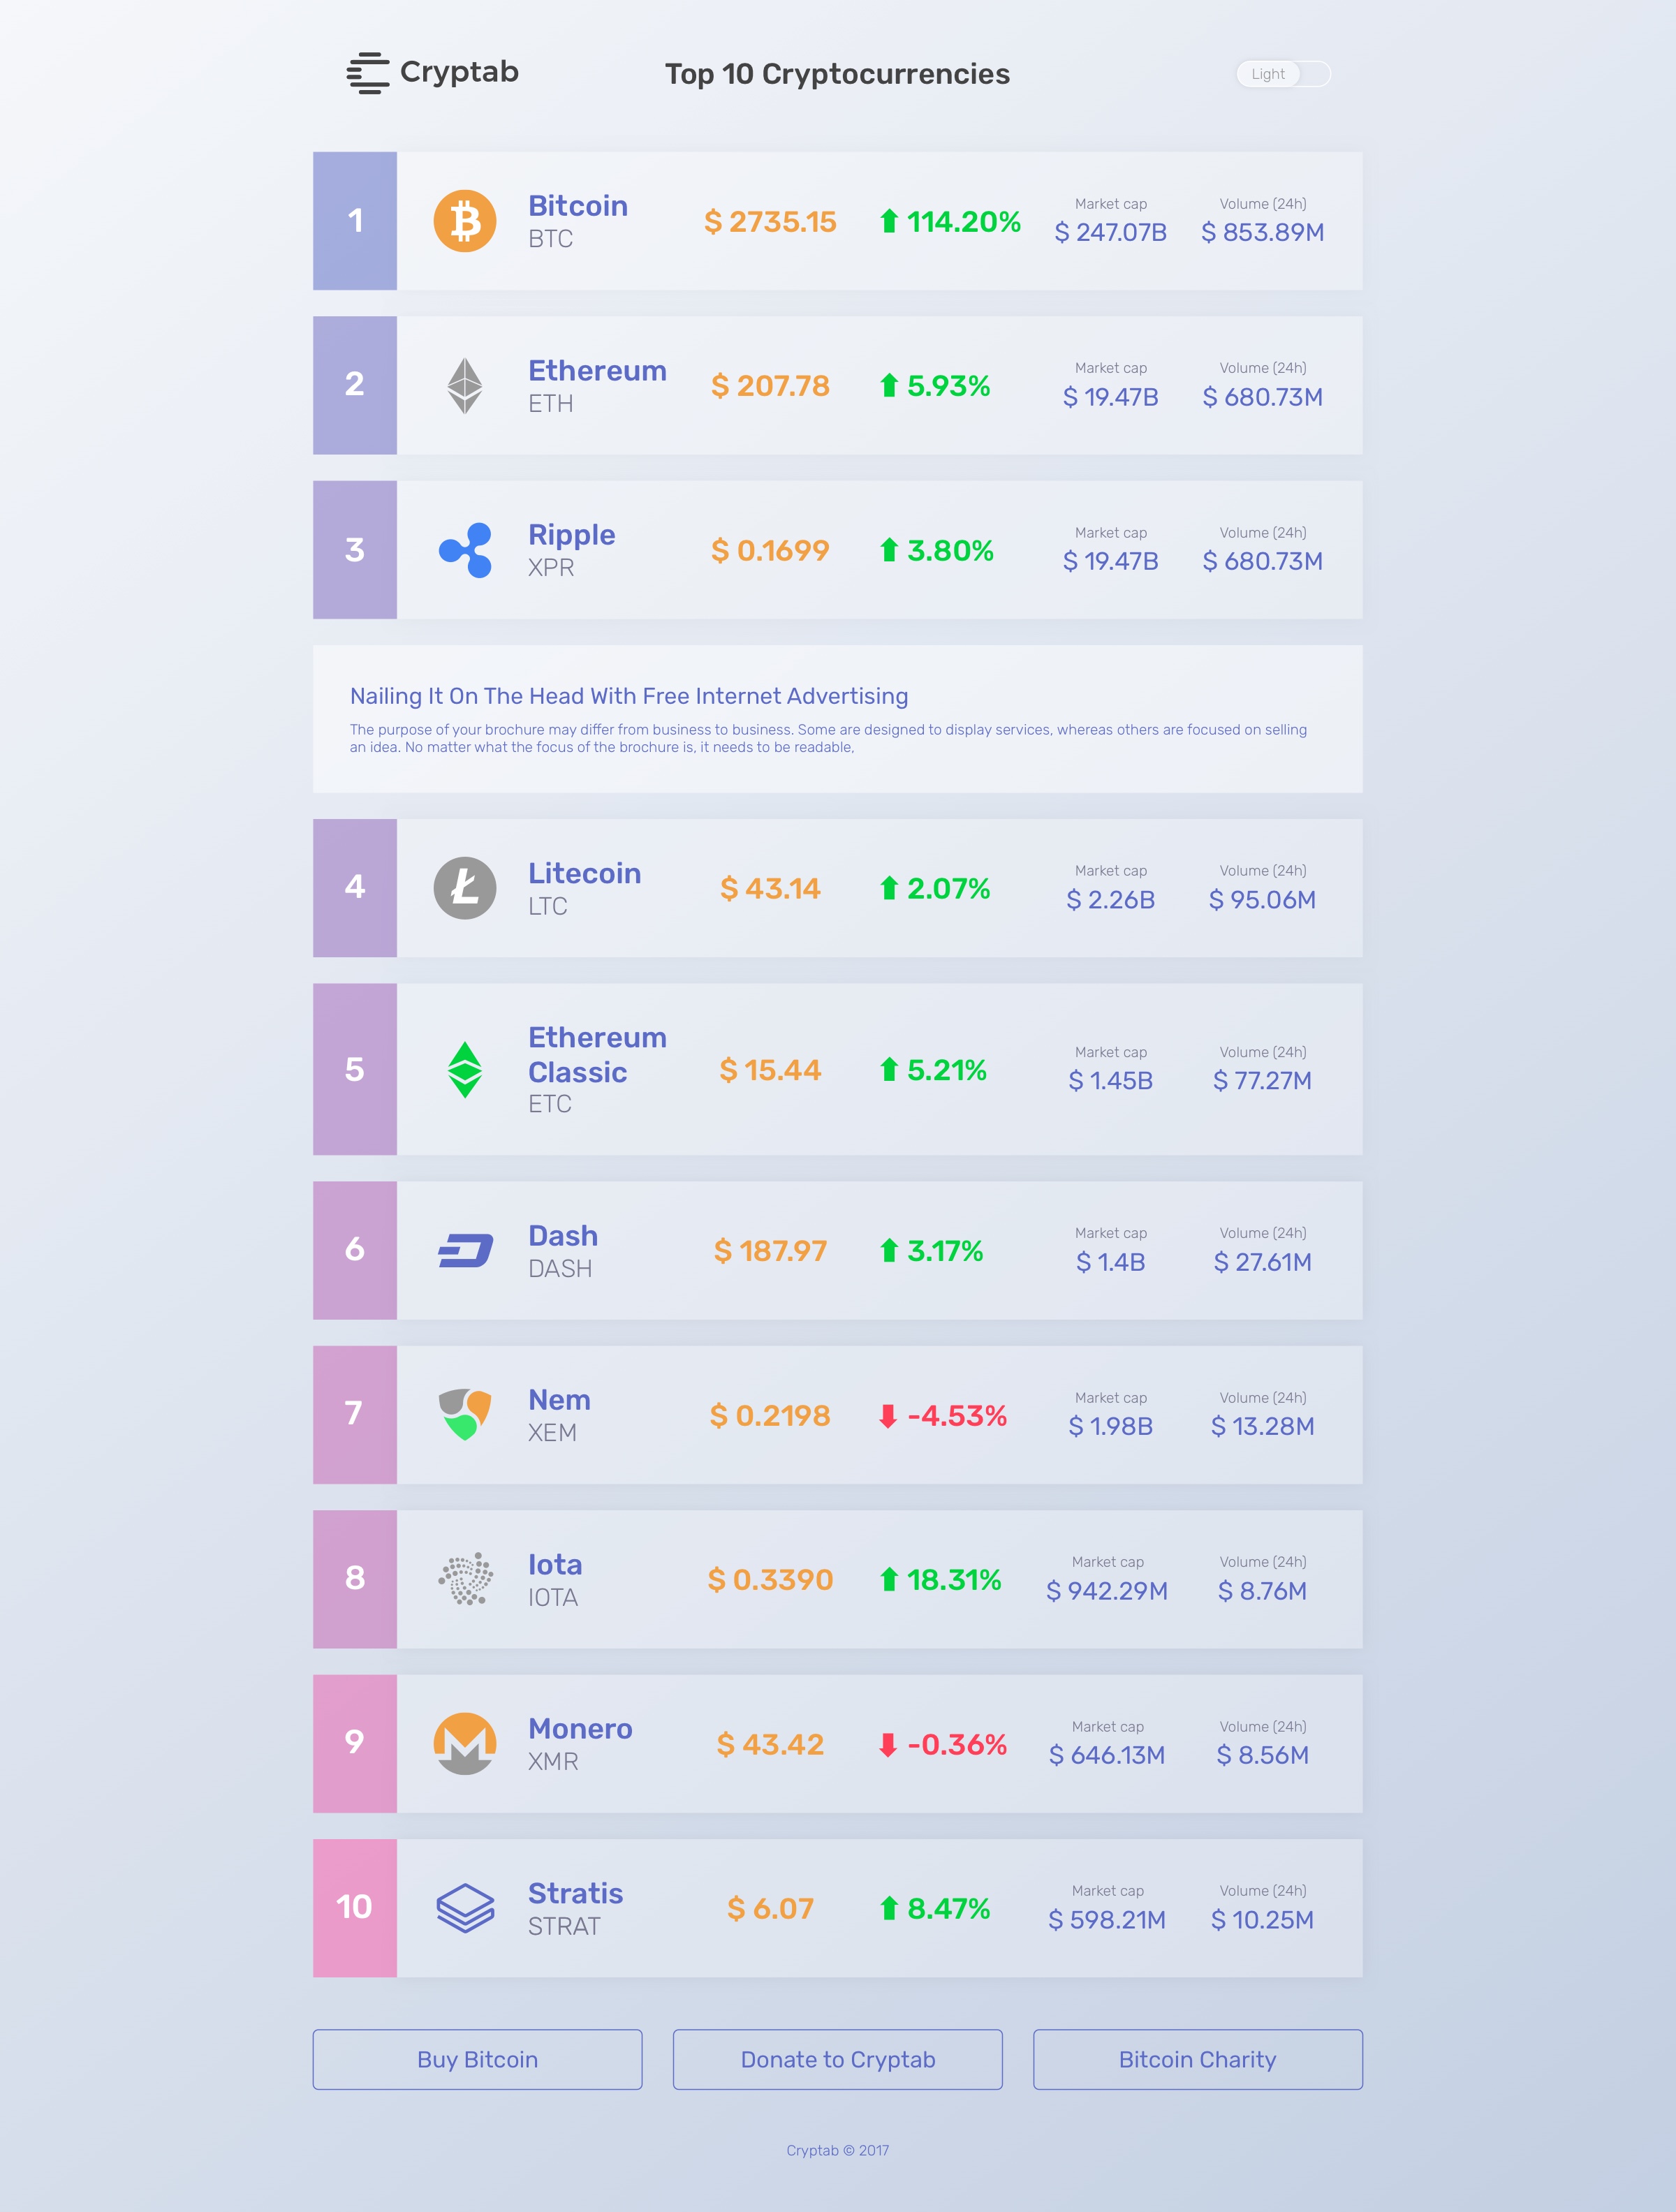 Cryptab
Top 10 Cryptocurrencies
Light
1
Bitcoin
BTC
$ 2735.15
114.20%
Market cap
$ 247.07B
Volume (24h)
$ 853.89M
2
Ethereum
ETH
$ 207.78
5.93%
Market cap
$ 19.47B
Volume (24h)
$ 680.73M
3
Ripple
XPR
$ 0.1699
3.80%
Market cap
$ 19.47B
Volume (24h)
$ 680.73M
Nailing It On The Head With Free Internet Advertising
The purpose of your brochure may differ from business to business. Some are designed to display services, whereas others are focused on selling
an idea. No matter what the focus of the brochure is, it needs to be readable,
4
Litecoin
LTC
$ 43.14
2.07%
Market cap
$ 2.26B
Volume (24h)
$ 95.06M
5
Ethereum
Classic
ETC
$ 15.44
5.21%
Market cap
$ 1.45B
Volume (24h)
$ 77.27M
6
Dash
DASH
$ 187.97
3.17%
Market cap
$ 1.4B
Volume (24h)
$ 27.61M
7
Nem
XEM
$ 0.2198
-4.53%
Market cap
$ 1.98B
Volume (24h)
$ 13.28M
8
Iota
IOTA
$ 0.3390
18.31%
Market cap
$ 942.29M
Volume (24h)
$ 8.76M
9
Monero
XMR
$ 43.42
-0.36%
Market cap
$ 646.13M
Volume (24h)
$ 8.56M
10
Stratis
STRAT
$ 6.07
8.47%
Market cap
$ 598.21M
Volume (24h)
$ 10.25M
Buy Bitcoin
Donate to Cryptab
Bitcoin Charity
Cryptab © 2017